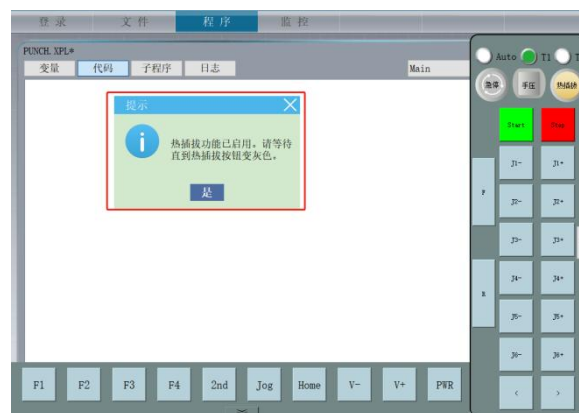 登录 文件 程序 监控
PUNCH. XPL*
变量 代码 子程序 日志 Main
提示
热插拔功能已启用。请等待
直到热插拔按钮变灰色。
是
Auto T1
急停 手压 热插拔
Start Stop
J1- J1+
P
J2- J2+
J3- J3+
J4- J4+
R
J5- J5+
J6- J6+
F1 F2 F3 F4 2nd Jog Home V- V+ PWR
< >